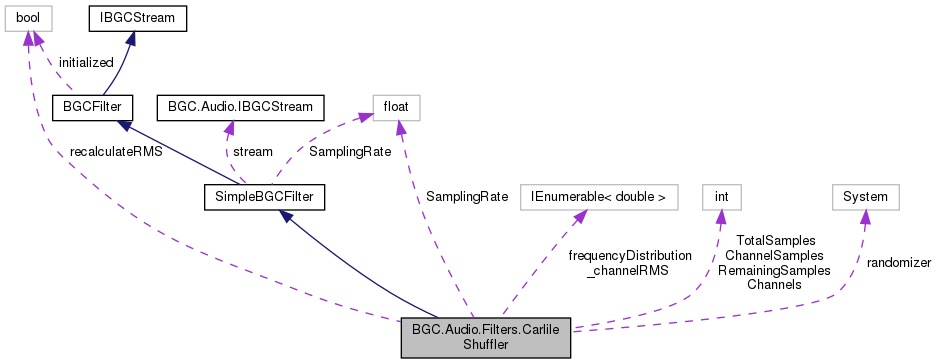 bool
IBGCStream
initialized
BGCFilter
BGC.Audio.IBGCStream
float
recalculateRMS
stream
SamplingRate
SimpleBGCFilter
SamplingRate
IEnumerable< double >
int
System
frequencyDistribution
_channelRMS
TotalSamples
ChannelSamples
RemainingSamples
Channels
randomizer
BGC.Audio.Filters.Carlile
Shuffler